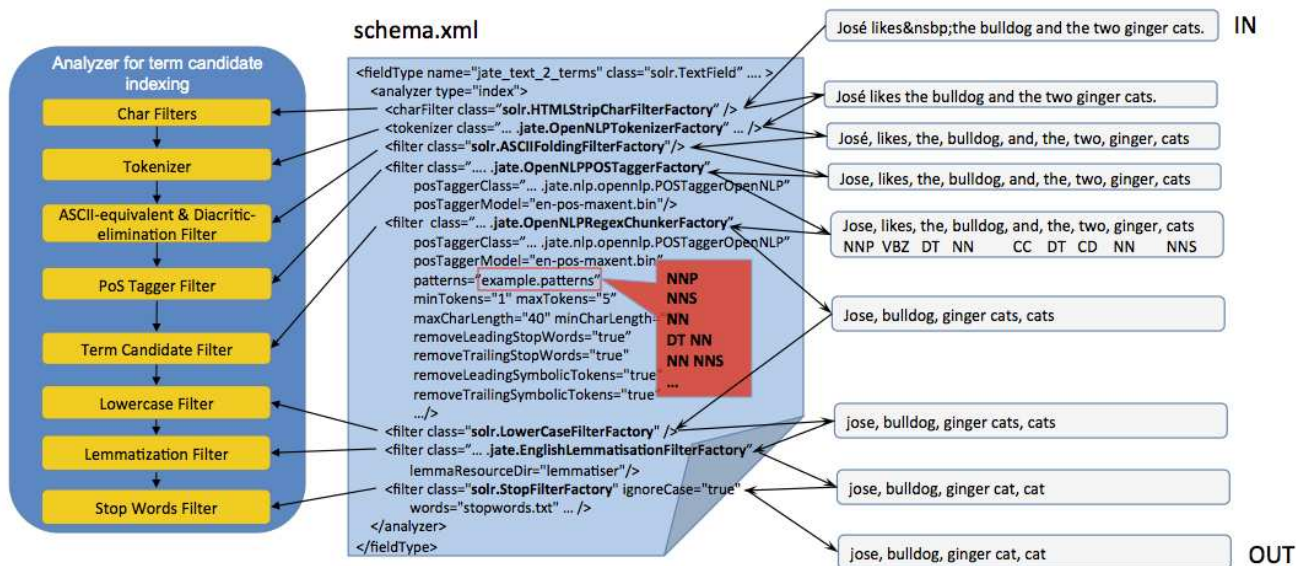 schema.xml
IN
OUT
Analyzer for term candidate
indexing
Char Filters
Tokenizer
ASCII-equivalent & Diacritic-
elimination Filter
PoS Tagger Filter
Term Candidate Filter
Lowercase Filter
Lemmatization Filter
Stop Words Filter
<fieldType name="jate_text_2_terms" class="solr.TextField" .... >
<analyzer type="index">
<charFilter class="solr.HTMLStripCharFilterFactory" />
<tokenizer class="... .jate.OpenNLPTokenizerFactory" ... />
<filter class="solr.ASCIIFoldingFilterFactory"/>
<filter class=".... .jate.OpenNLPPOSTaggerFactory"
posTaggerClass="... .jate.nlp.opennlp.POSTaggerOpenNLP"
posTaggerModel="en-pos-maxent.bin"/>
<filter class="... .jate.OpenNLPRegexChunkerFactory"
posTaggerClass="... .jate.nlp.opennlp.POSTaggerOpenNLP"
posTaggerModel="en-pos-maxent.bin"
patterns="example.patterns"
minTokens="1" maxTokens="5"
maxCharLength="40" minCharLength="
removeLeadingStopWords="true"
removeTrailingStopWords="true"
removeLeadingSymbolicTokens="true"
removeTrailingSymbolicTokens="true"
.../>
<filter class="solr.LowerCaseFilterFactory" />
<filter class="... .jate.EnglishLemmatisationFilterFactory"
lemmaResourceDir="lemmatiser"/>
<filter class="solr.StopFilterFactory" ignoreCase="true"
words="stopwords.txt" ... />
</analyzer>
</fieldType>
NNP
NNS
NN
DT NN
NN NNS
...
José likes&nsbp;the bulldog and the two ginger cats.
José likes the bulldog and the two ginger cats.
José, likes, the, bulldog, and, the, two, ginger, cats
Jose, likes, the, bulldog, and, the, two, ginger, cats
Jose, likes, the, bulldog, and, the, two, ginger, cats
NNP VBZ DT NN CC DT CD NN NNS
Jose, bulldog, ginger cats, cats
jose, bulldog, ginger cats, cats
jose, bulldog, ginger cat, cat
jose, bulldog, ginger cat, cat